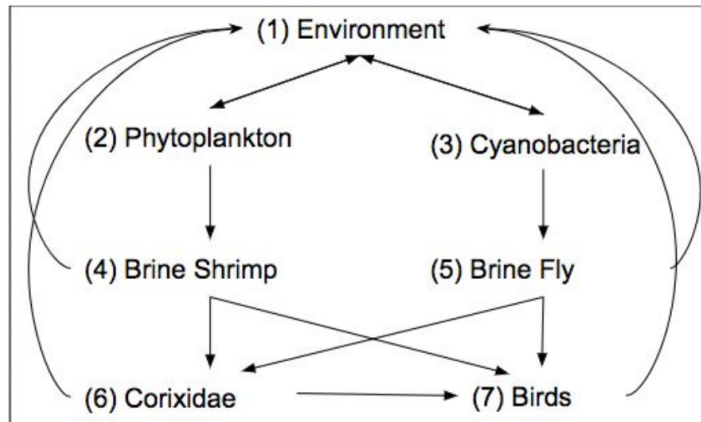 (1) Environment
(2) Phytoplankton
(3) Cyanobacteria
(4) Brine Shrimp
(5) Brine Fly
(6) Corixidae
(7) Birds